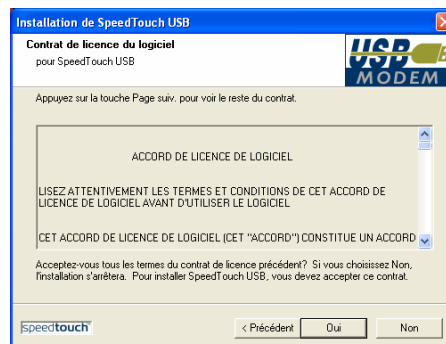 Installation de SpeedTouch USB
Contrat de licence du logiciel
pour SpeedTouch USB
USB
MODEM
Appuyez sur la touche Page suiv. pour voir le reste du contrat.
ACCORD DE LICENCE DE LOGICIEL
LISEZ ATTENTIVEMENT LES TERMES ET CONDITIONS DE CET ACCORD DE
LICENCE DE LOGICIEL AVANT D'UTILISER LE LOGICIEL
CET ACCORD DE LICENCE DE LOGICIEL (CET "ACCORD") CONSTITUE UN ACCORD
Acceptez-vous tous les termes du contrat de licence précédent? Si vous choisissez Non,
l'installation s'arrêtera. Pour installer SpeedTouch USB, vous devez accepter ce contrat.
speedtouch
< Précédent Oui Non